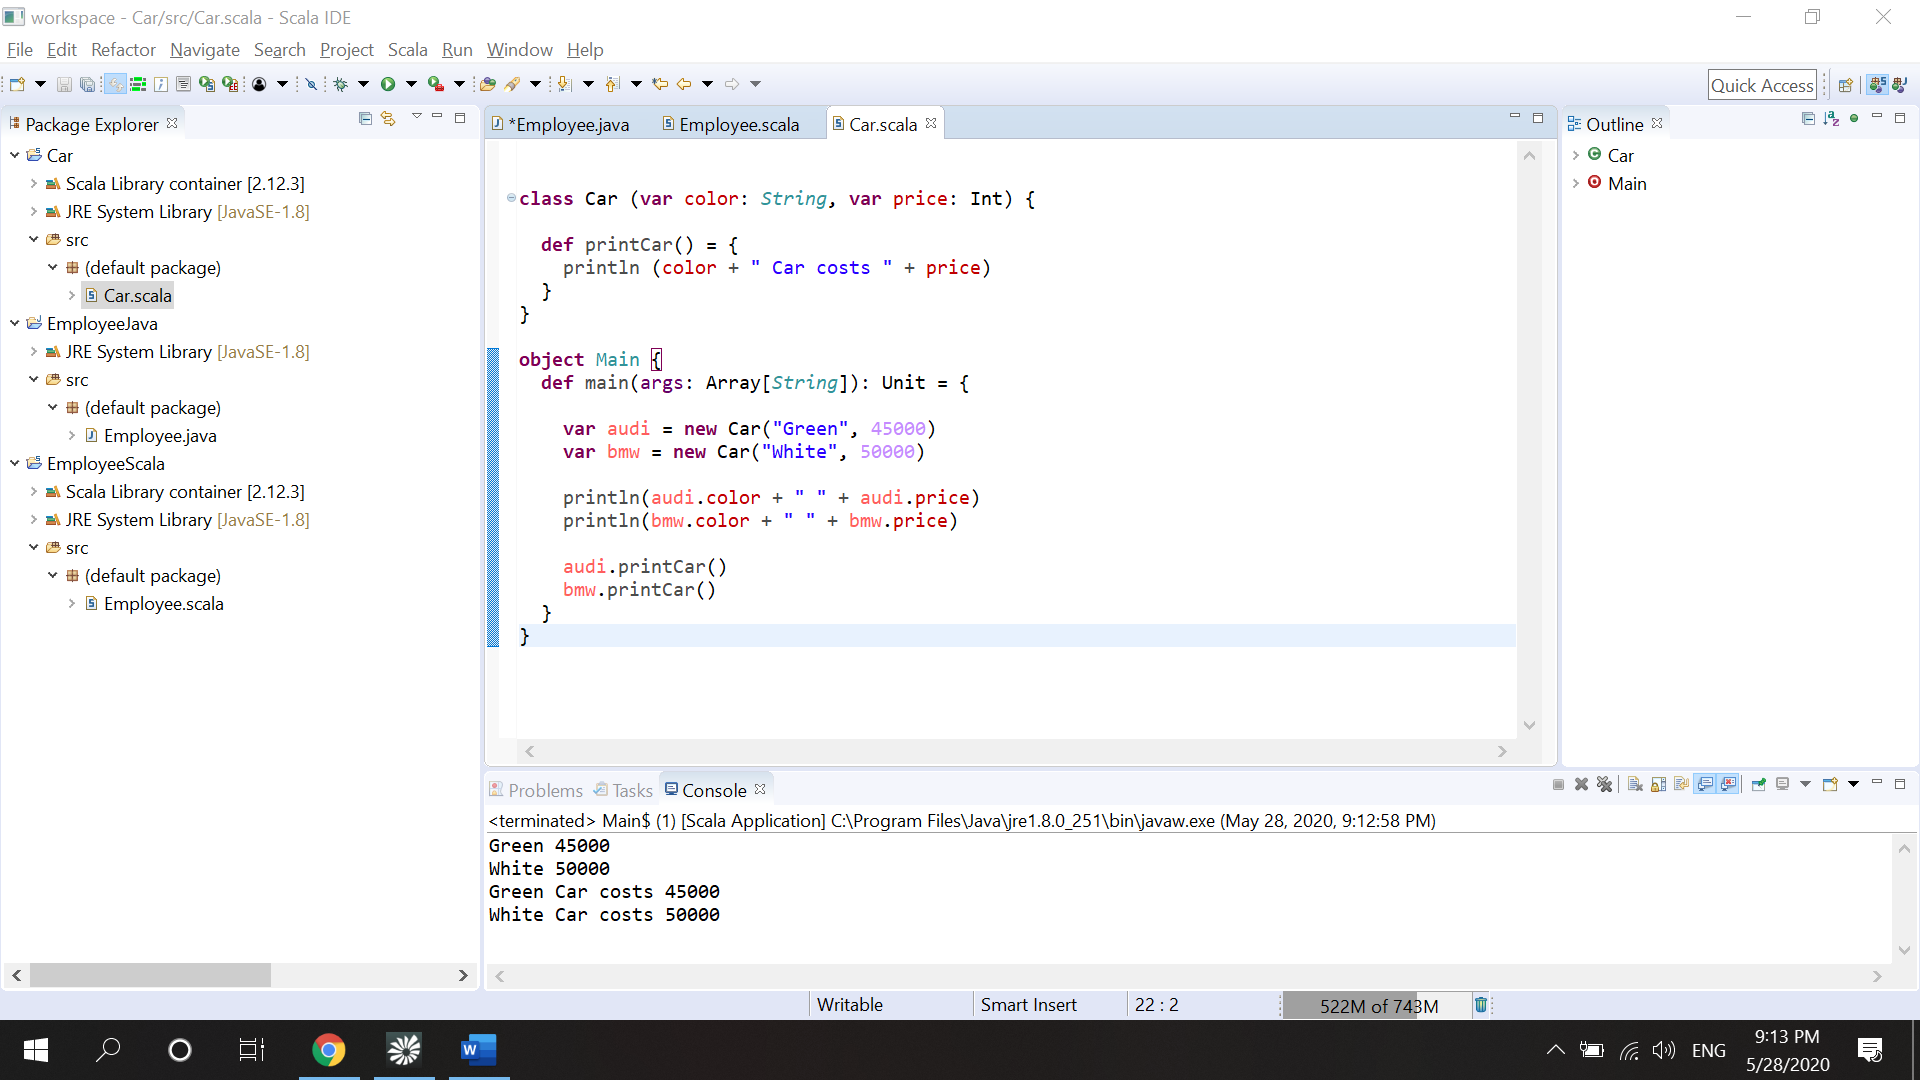 workspace - Car/src/Car.scala - Scala IDE
File Edit Refactor Navigate Search Project Scala Run Window Help
Quick Access
Package Explorer
Car
Scala Library container [2.12.3]
JRE System Library [JavaSE-1.8]
src
(default package)
Car.scala
EmployeeJava
JRE System Library [JavaSE-1.8]
src
(default package)
Employee.java
EmployeeScala
Scala Library container [2.12.3]
JRE System Library [JavaSE-1.8]
src
(default package)
Employee.scala
*Employee.java Employee.scala Car.scala
class Car (var color: String, var price: Int) {
def printCar() = {
println (color + " Car costs " + price)
}
}
object Main {
def main(args: Array[String]): Unit = {
var audi = new Car("Green", 45000)
var bmw = new Car("White", 50000)
println(audi.color + " " + audi.price)
println(bmw.color + " " + bmw.price)
audi.printCar()
bmw.printCar()
}
}
Outline
Car
Main
Problems Tasks Console
<terminated> Main$ (1) [Scala Application] C:\Program Files\Java\jre1.8.0_251\bin\javaw.exe (May 28, 2020, 9:12:58 PM)
Green 45000
White 50000
Green Car costs 45000
White Car costs 50000
Writable Smart Insert 22 : 2 522M of 743M
ENG
9:13 PM
5/28/2020